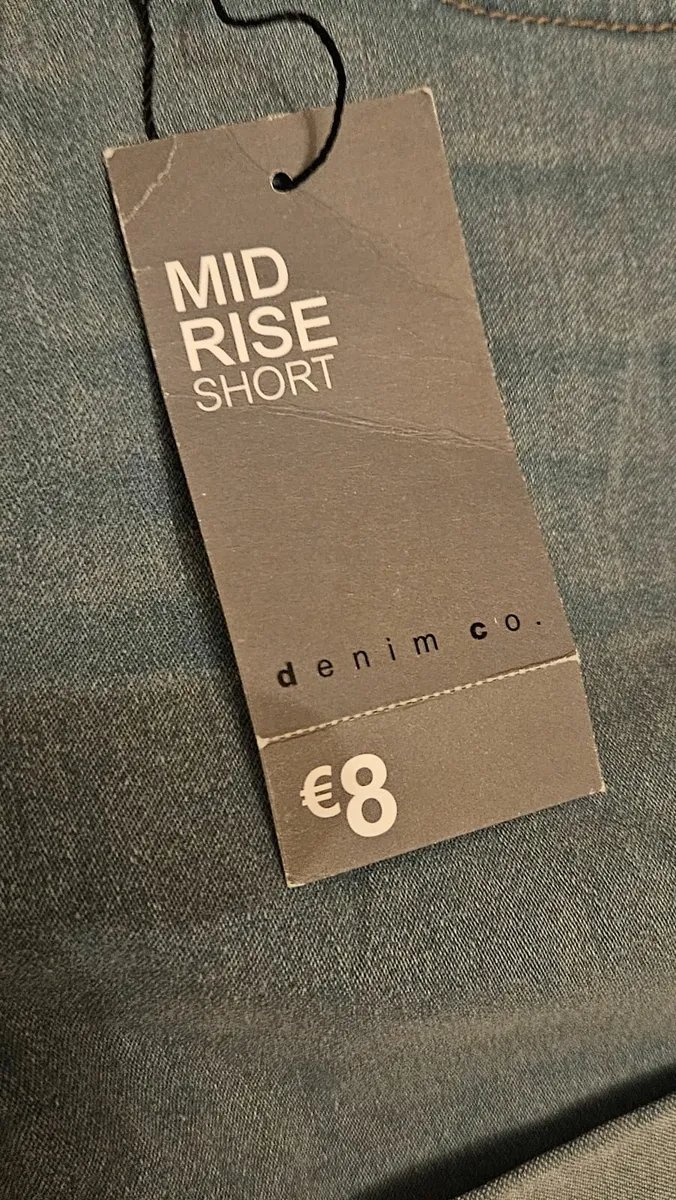 MID
RISE
SHORT
denim co.
€8